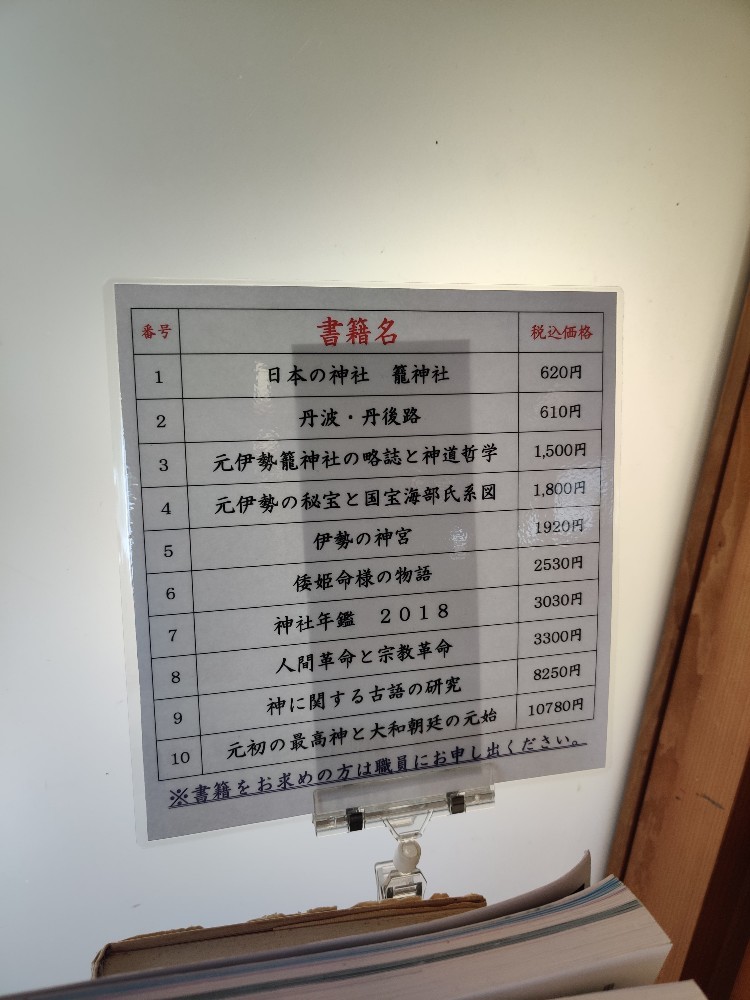 番号 書籍名 税込価格
1 日本の神社　籠神社 620円
2 丹波・丹後路 610円
3 元伊勢籠神社の略誌と神道哲学 1,500円
4 元伊勢の秘宝と国宝海部氏系図 1,800円
5 伊勢の神宮 1920円
6 倭姫命様の物語 2530円
7 神社年鑑　２０１８ 3030円
8 人間革命と宗教革命 3300円
9 神に関する古語の研究 8250円
10 元初の最高神と大和朝廷の元始 10780円
※書籍をお求めの方は職員にお申し出ください。